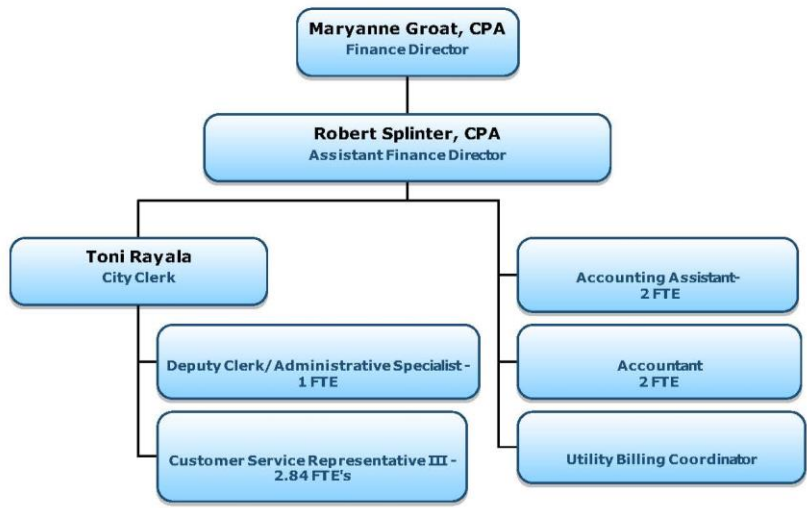 Maryanne Groat, CPA
Finance Director
Robert Splinter, CPA
Assistant Finance Director
Toni Rayala
City Clerk
Deputy Clerk/Administrative Specialist -
1 FTE
Customer Service Representative III -
2.84 FTE's
Accounting Assistant-
2 FTE
Accountant
2 FTE
Utility Billing Coordinator